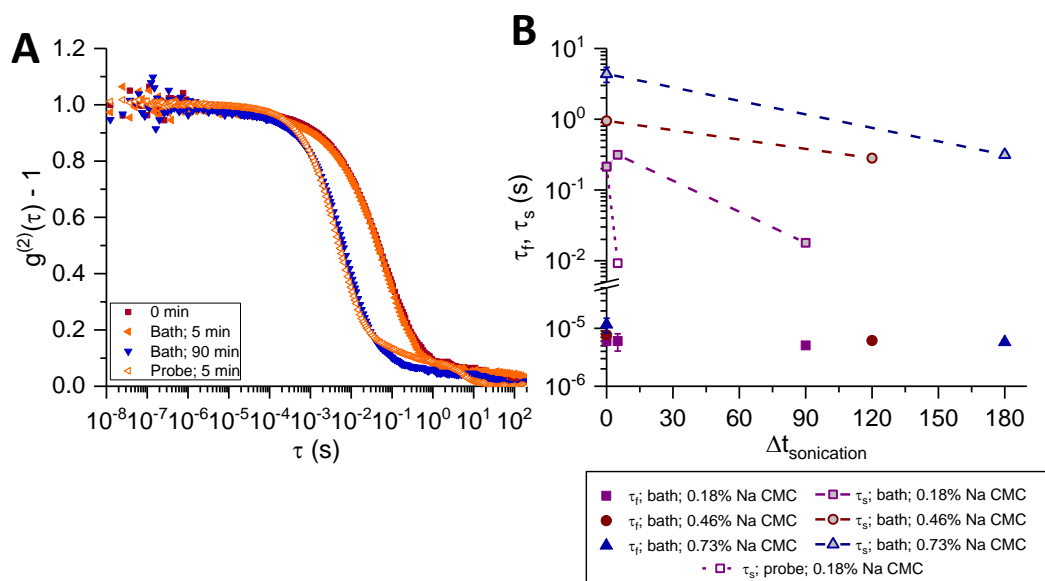 A
1.2
1.0
0.8
0.6
0.4
0.2
0.0
g(2)(τ) - 1
0 min
Bath; 5 min
Bath; 90 min
Probe; 5 min
10-8 10-7 10-6 10-5 10-4 10-3 10-2 10-1 100 101 102
τ (s)
B
101
100
10-1
10-2
10-5
10-6
τf, τs (s)
0 30 60 90 120 150 180
Δtsonication
τf; bath; 0.18% Na CMC
τs; bath; 0.18% Na CMC
τf; bath; 0.46% Na CMC
τs; bath; 0.46% Na CMC
τf; bath; 0.73% Na CMC
τs; bath; 0.73% Na CMC
τs; probe; 0.18% Na CMC